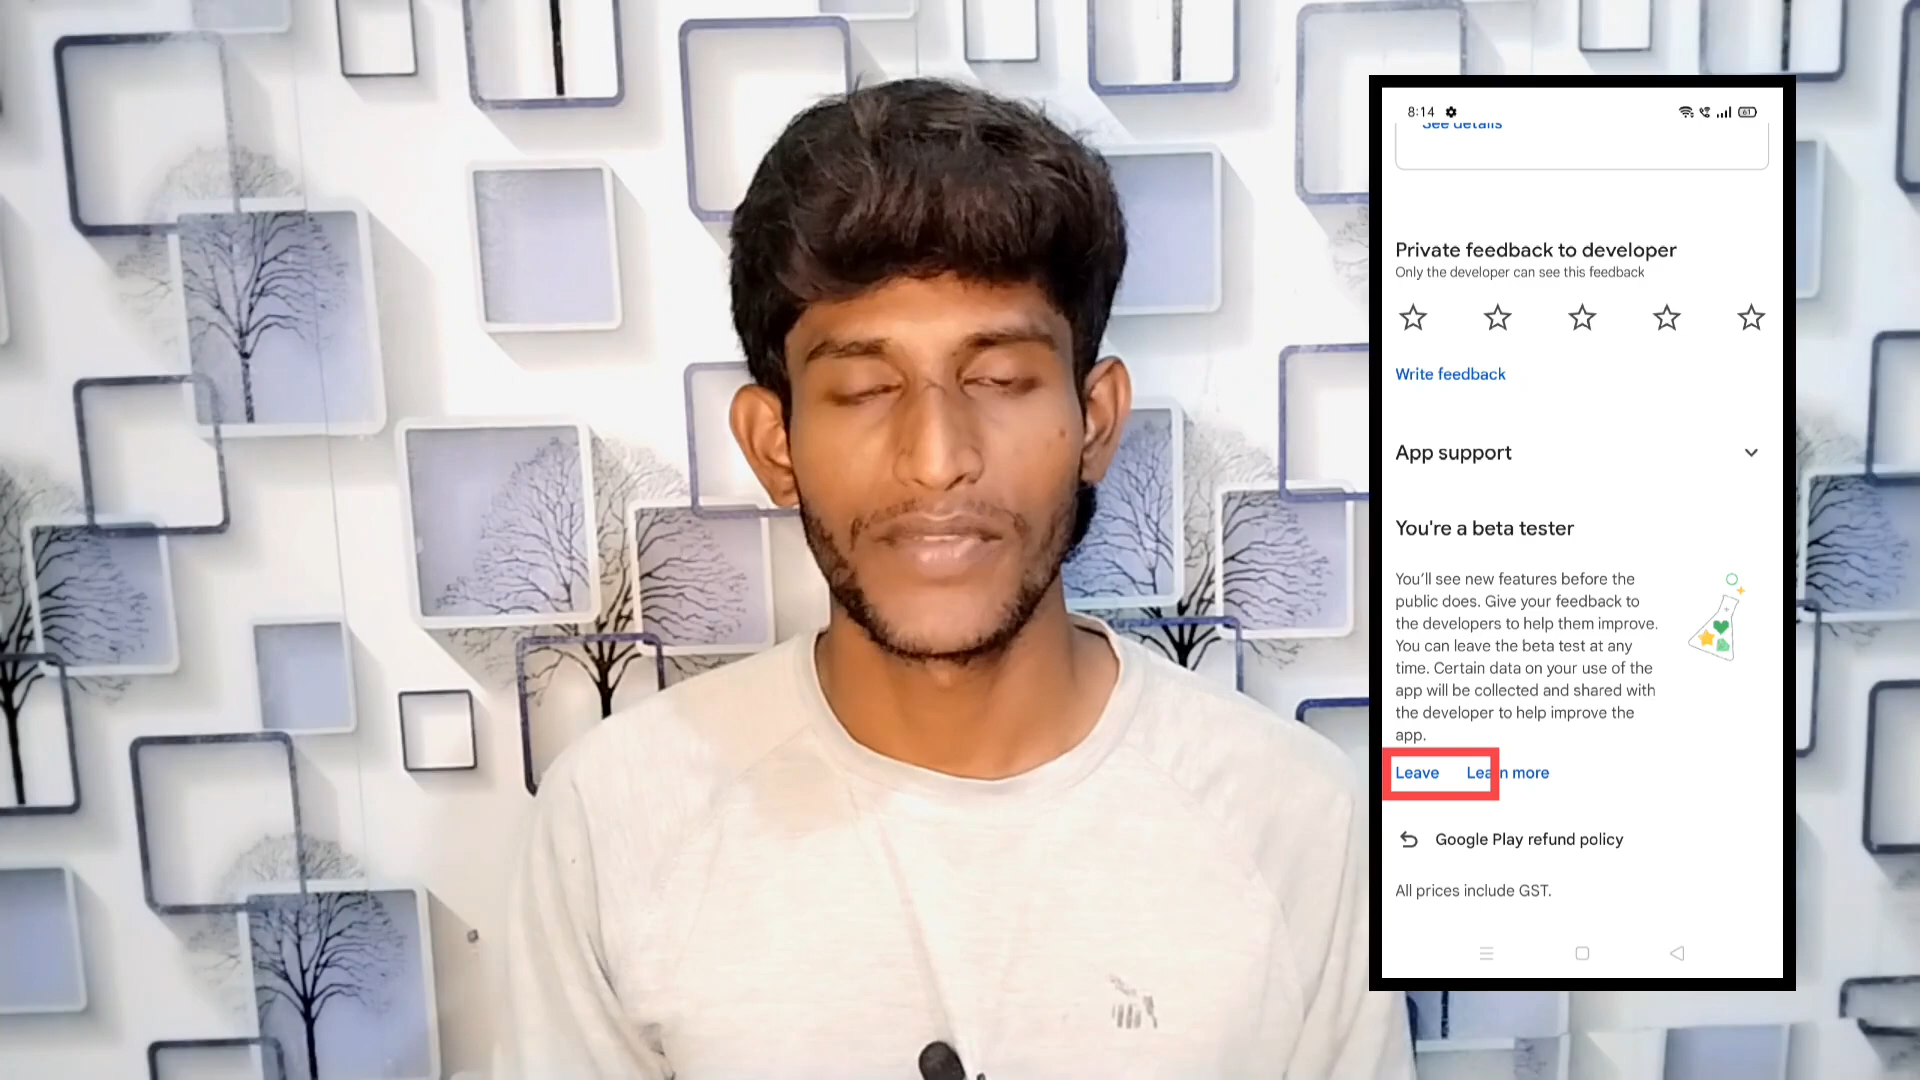 8:14
61
See details
Private feedback to developer
Only the developer can see this feedback
Write feedback
App support
You're a beta tester
You’ll see new features before the
public does. Give your feedback to
the developers to help them improve.
You can leave the beta test at any
time. Certain data on your use of the
app will be collected and shared with
the developer to help improve the
app.
Leave Learn more
Google Play refund policy
All prices include GST.